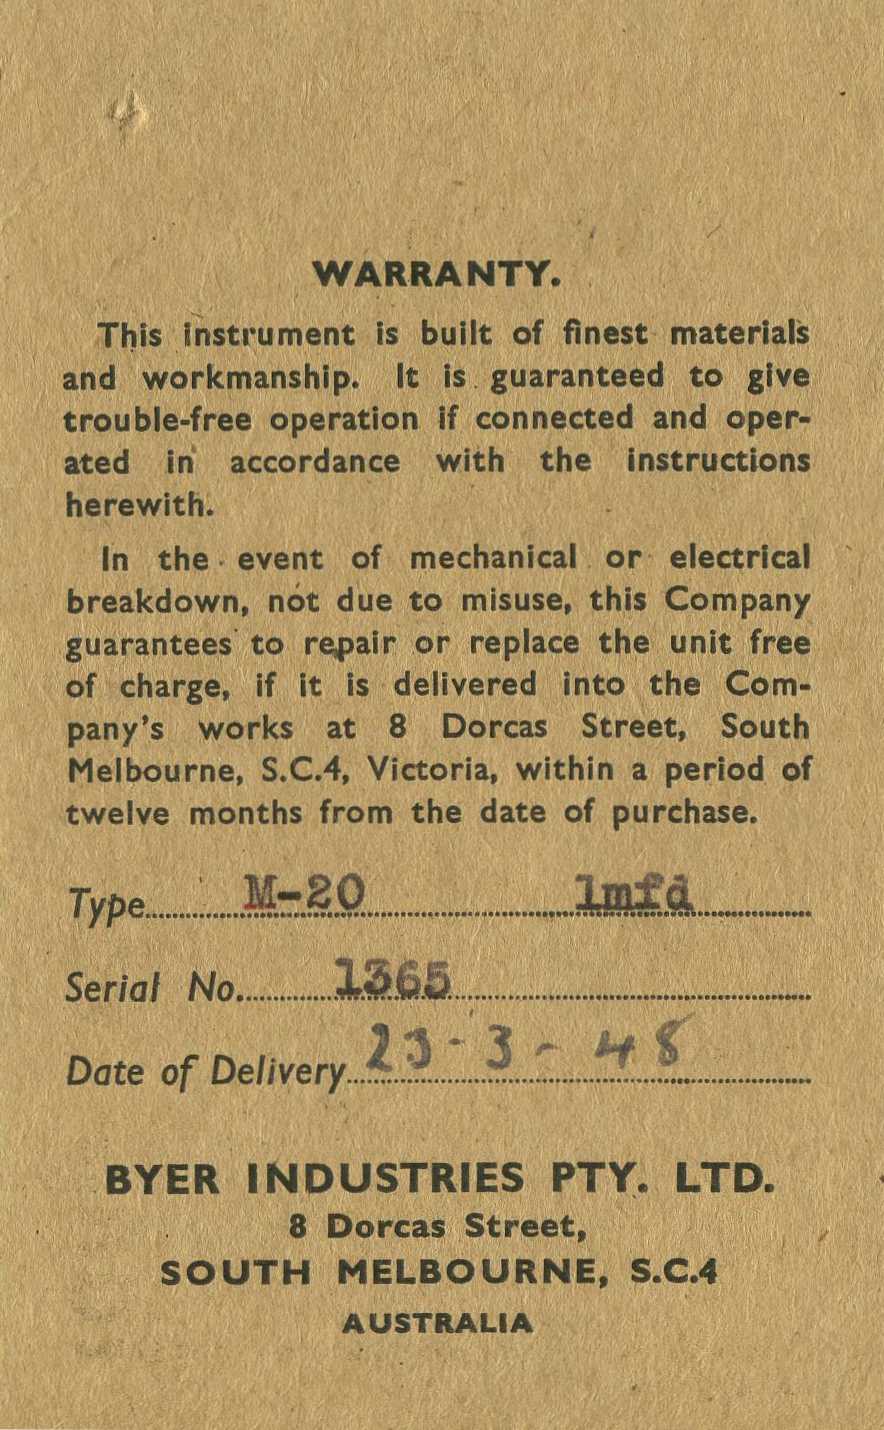 WARRANTY.
This instrument is built of finest materials
and workmanship. It is guaranteed to give
trouble-free operation if connected and oper-
ated in accordance with the instructions
herewith.
In the event of mechanical or electrical
breakdown, not due to misuse, this Company
guarantees to repair or replace the unit free
of charge, if it is delivered into the Com-
pany's works at 8 Dorcas Street, South
Melbourne, S.C.4, Victoria, within a period of
twelve months from the date of purchase.
Type M-20 1mfd
Serial No. 1365
Date of Delivery 23-3-48
BYER INDUSTRIES PTY. LTD.
8 Dorcas Street,
SOUTH MELBOURNE, S.C.4
AUSTRALIA